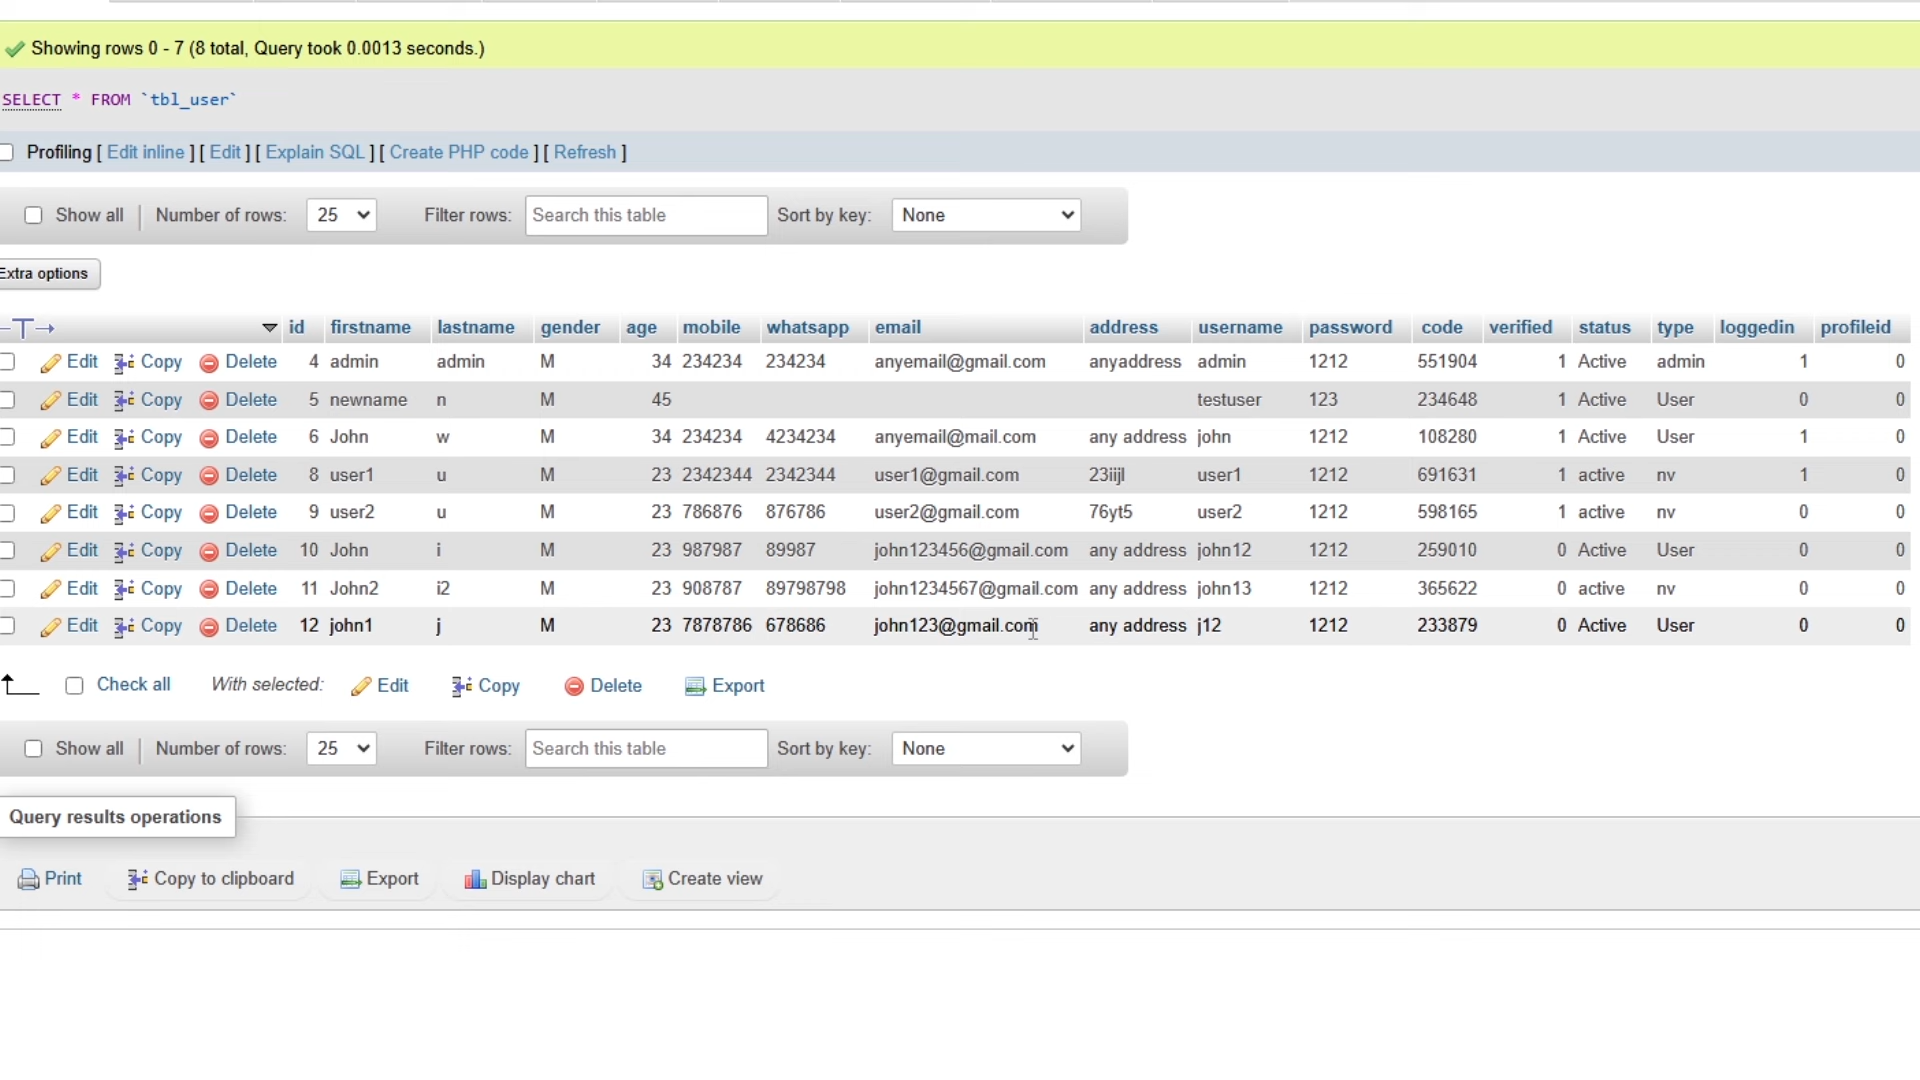 Showing rows 0 - 7 (8 total, Query took 0.0013 seconds.)
SELECT * FROM `tbl_user`
Profiling [ Edit inline ] [ Edit ] [ Explain SQL ] [ Create PHP code ] [ Refresh ]
Show all Number of rows: 25 Filter rows: Search this table Sort by key: None
Extra options
id firstname lastname gender age mobile whatsapp email address username password code verified status type loggedin profileid
Edit Copy Delete 4 admin admin M 34 234234 234234 anyemail@gmail.com anyaddress admin 1212 551904 1 Active admin 1 0
Edit Copy Delete 5 newname n M 45 testuser 123 234648 1 Active User 0 0
Edit Copy Delete 6 John w M 34 234234 4234234 anyemail@mail.com any address john 1212 108280 1 Active User 1 0
Edit Copy Delete 8 user1 u M 23 2342344 2342344 user1@gmail.com 23iijl user1 1212 691631 1 active nv 1 0
Edit Copy Delete 9 user2 u M 23 786876 876786 user2@gmail.com 76yt5 user2 1212 598165 1 active nv 0 0
Edit Copy Delete 10 John i M 23 987987 89987 john123456@gmail.com any address john12 1212 259010 0 Active User 0 0
Edit Copy Delete 11 John2 i2 M 23 908787 89798798 john1234567@gmail.com any address john13 1212 365622 0 active nv 0 0
Edit Copy Delete 12 john1 j M 23 7878786 678686 john123@gmail.com any address j12 1212 233879 0 Active User 0 0
Check all With selected: Edit Copy Delete Export
Show all Number of rows: 25 Filter rows: Search this table Sort by key: None
Query results operations
Print Copy to clipboard Export Display chart Create view